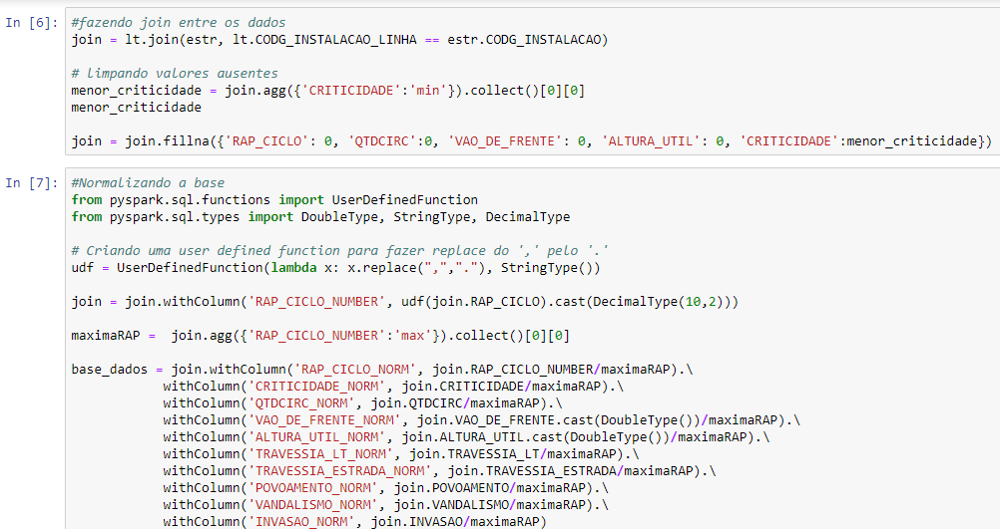 In [6]:
#fazendo join entre os dados
join = lt.join(estr, lt.CODG_INSTALACAO_LINHA == estr.CODG_INSTALACAO)
# limpando valores ausentes
menor_criticidade = join.agg({'CRITICIDADE':'min'}).collect()[0][0]
menor_criticidade
join = join.fillna({'RAP_CICLO': 0, 'QTDCIRC':0, 'VAO_DE_FRENTE': 0, 'ALTURA_UTIL': 0, 'CRITICIDADE':menor_criticidade})
In [7]:
#Normalizando a base
from pyspark.sql.functions import UserDefinedFunction
from pyspark.sql.types import DoubleType, StringType, DecimalType
# Criando uma user defined function para fazer replace do ',' pelo '.'
udf = UserDefinedFunction(lambda x: x.replace(",","."), StringType())
join = join.withColumn('RAP_CICLO_NUMBER', udf(join.RAP_CICLO).cast(DecimalType(10,2)))
maximaRAP =  join.agg({'RAP_CICLO_NUMBER':'max'}).collect()[0][0]
base_dados = join.withColumn('RAP_CICLO_NORM', join.RAP_CICLO_NUMBER/maximaRAP).\
withColumn('CRITICIDADE_NORM', join.CRITICIDADE/maximaRAP).\
withColumn('QTDCIRC_NORM', join.QTDCIRC/maximaRAP).\
withColumn('VAO_DE_FRENTE_NORM', join.VAO_DE_FRENTE.cast(DoubleType())/maximaRAP).\
withColumn('ALTURA_UTIL_NORM', join.ALTURA_UTIL.cast(DoubleType())/maximaRAP).\
withColumn('TRAVESSIA_LT_NORM', join.TRAVESSIA_LT/maximaRAP).\
withColumn('TRAVESSIA_ESTRADA_NORM', join.TRAVESSIA_ESTRADA/maximaRAP).\
withColumn('POVOAMENTO_NORM', join.POVOAMENTO/maximaRAP).\
withColumn('VANDALISMO_NORM', join.VANDALISMO/maximaRAP).\
withColumn('INVASAO_NORM', join.INVASAO/maximaRAP)